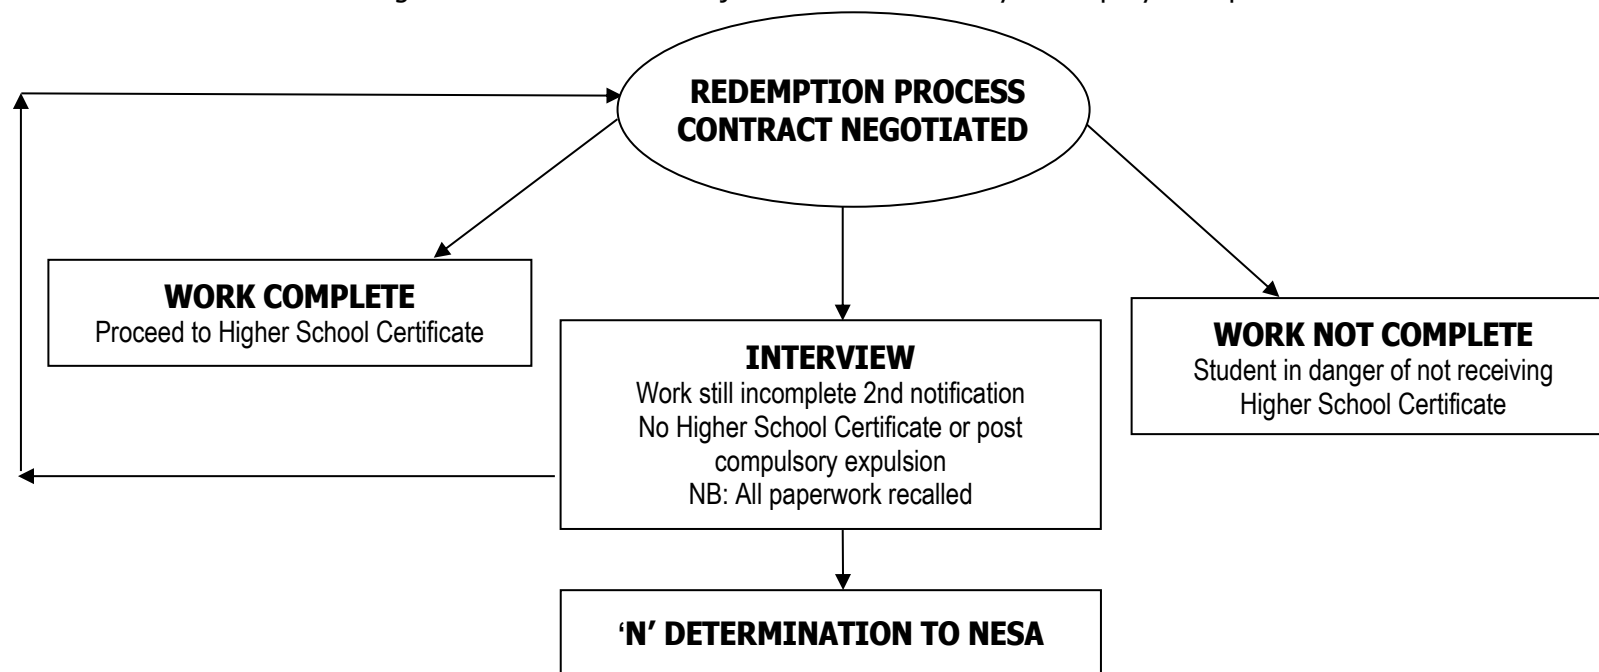 REDEMPTION PROCESS
CONTRACT NEGOTIATED
WORK COMPLETE
Proceed to Higher School Certificate
INTERVIEW
Work still incomplete 2nd notification
No Higher School Certificate or post
compulsory expulsion
NB: All paperwork recalled
WORK NOT COMPLETE
Student in danger of not receiving
Higher School Certificate
‘N’ DETERMINATION TO NESA